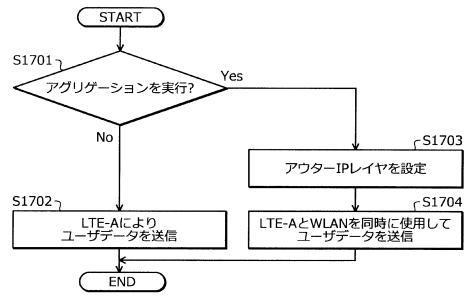 START
S1701
アグリゲーションを実行?
Yes
No
S1703
アウターIPレイヤを設定
S1702
LTE-Aにより
ユーザデータを送信
S1704
LTE-AとWLANを同時に使用して
ユーザデータを送信
END